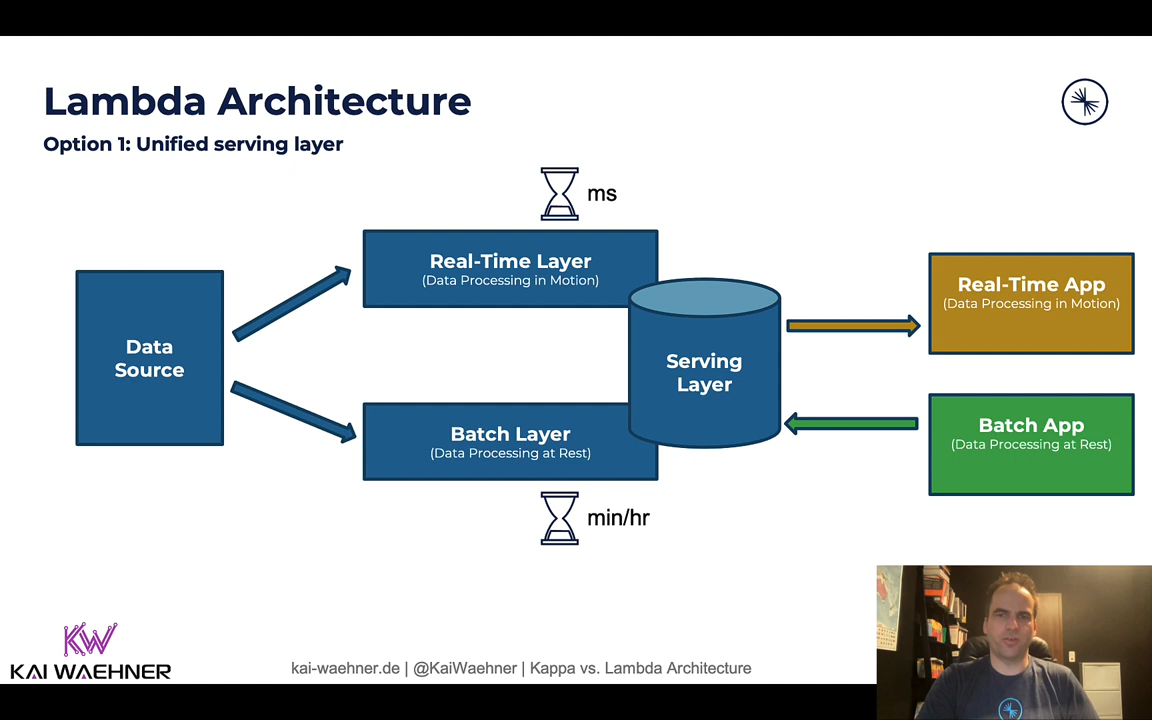 Lambda Architecture
Option 1: Unified serving layer
ms
Real-Time Layer
(Data Processing in Motion)
Data
Source
Serving
Layer
Batch Layer
(Data Processing at Rest)
min/hr
Real-Time App
(Data Processing in Motion)
Batch App
(Data Processing at Rest)
KW
KAI WAEHNER
kai-waehner.de | @KaiWaehner | Kappa vs. Lambda Architecture